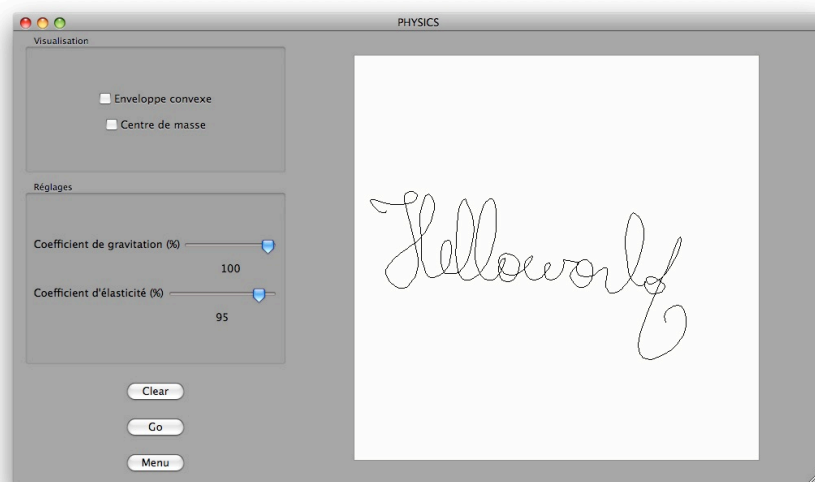 PHYSICS
Visualisation
Enveloppe convexe
Centre de masse
Réglages
Coefficient de gravitation (%)
100
Coefficient d'élasticité (%)
95
Clear
Go
Menu
Helloworld